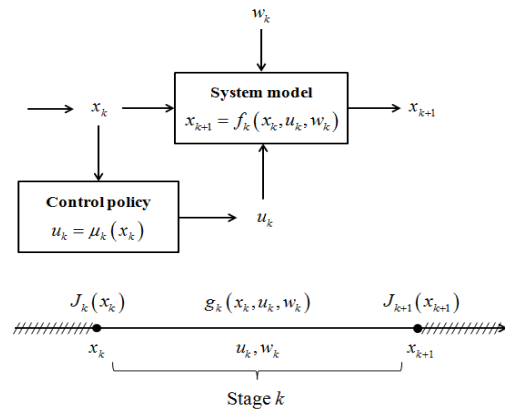 w_k
System model
x_k
x_{k+1} = f_k(x_k, u_k, w_k)
x_{k+1}
Control policy
u_k = μ_k(x_k)
u_k
J_k(x_k)
g_k(x_k, u_k, w_k)
J_{k+1}(x_{k+1})
x_k
u_k, w_k
x_{k+1}
Stage k